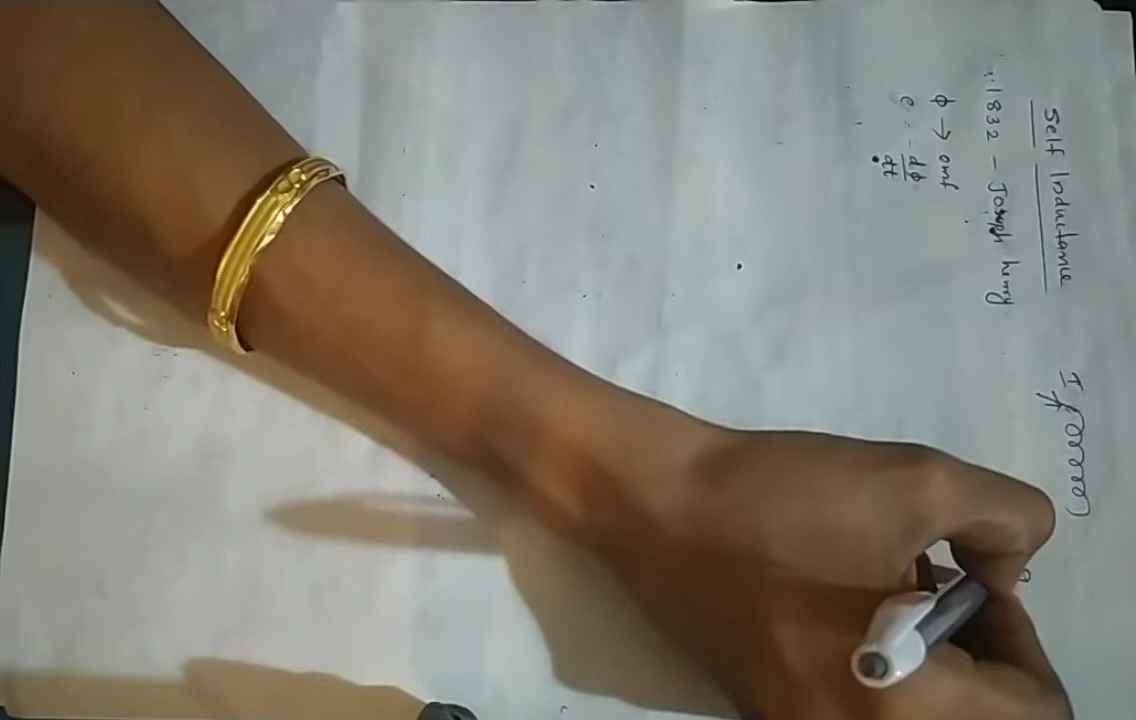 Self Inductance
∵ 1832 - Joseph henry
ϕ → emf
e = - dϕ/dt
I